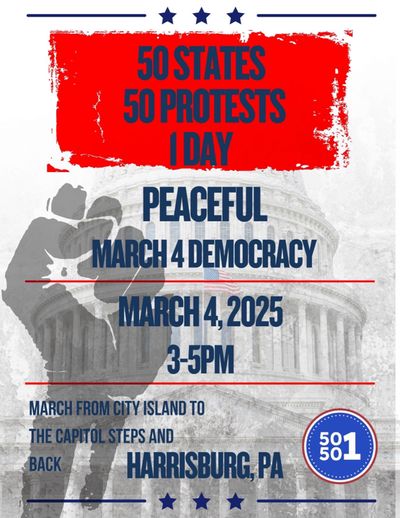 50 STATES
50 PROTESTS
1 DAY
PEACEFUL
MARCH 4 DEMOCRACY
MARCH 4, 2025
3-5PM
MARCH FROM CITY ISLAND TO
THE CAPITOL STEPS AND
BACK
HARRISBURG, PA
50
50
1